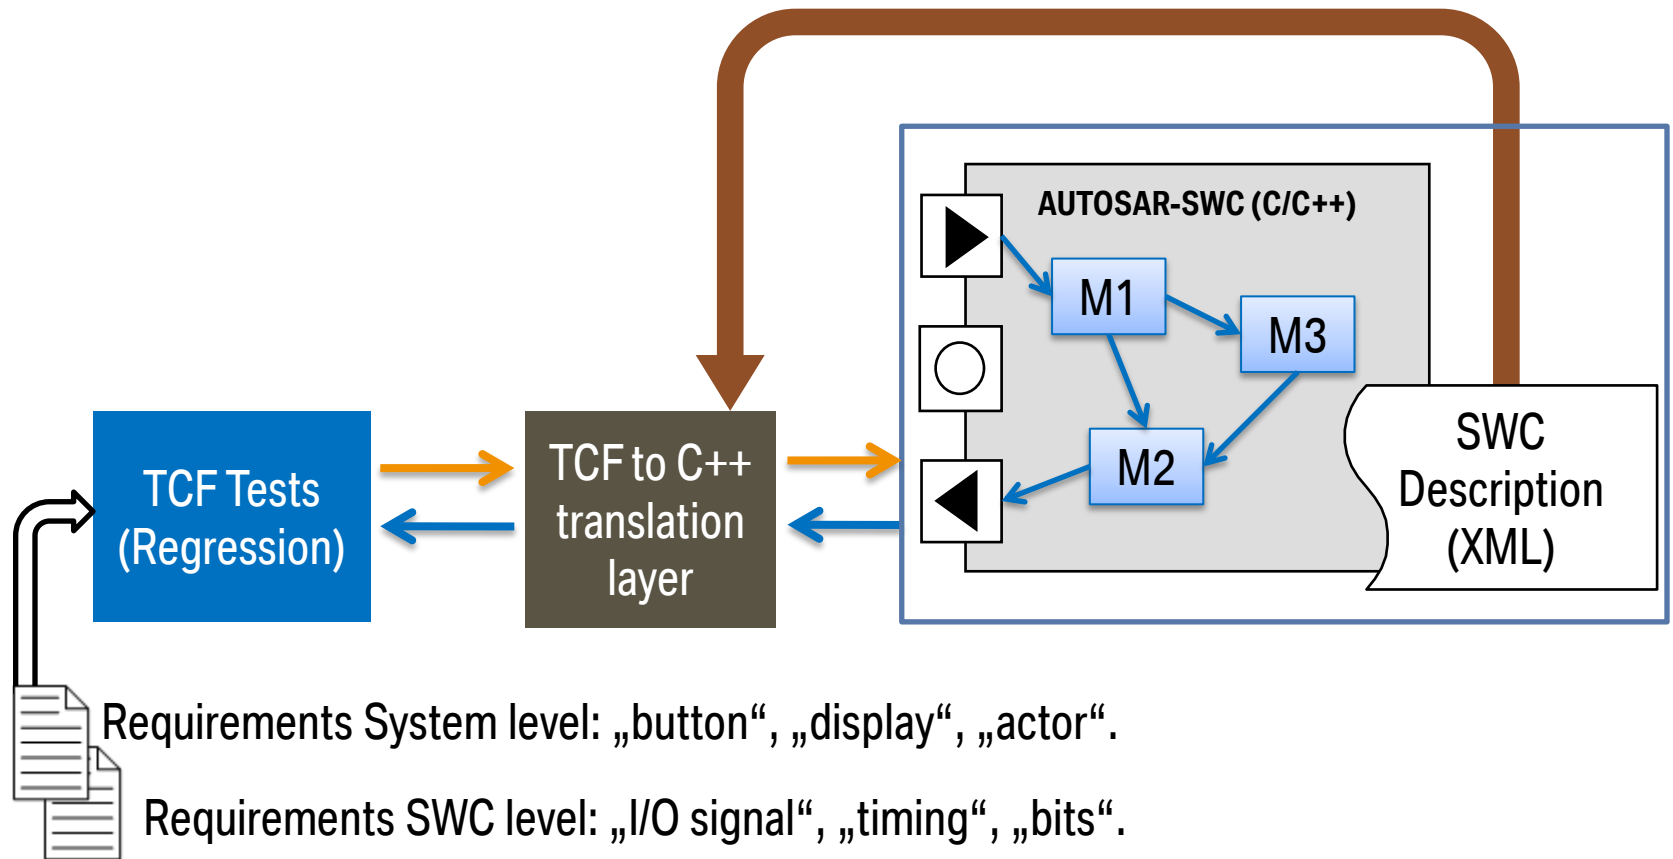 AUTOSAR-SWC (C/C++)
M1
M3
M2
SWC
Description
(XML)
TCF Tests
(Regression)
TCF to C++
translation
layer
Requirements System level: „button“, „display“, „actor“.
Requirements SWC level: „I/O signal“, „timing“, „bits“.